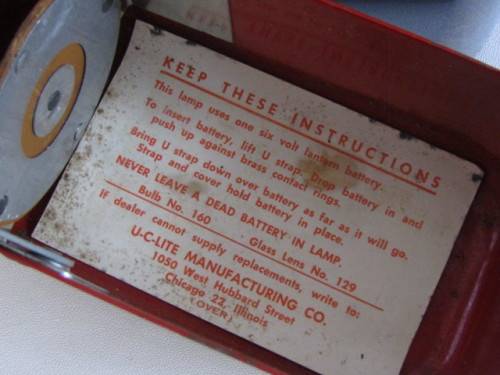 KEEP THESE INSTRUCTIONS
This lamp uses one six volt lantern battery.
To insert battery, lift U strap. Drop battery in and
push up against brass contact rings.
Bring U strap down over battery as far as it will go.
Strap and cover hold battery in place.
NEVER LEAVE A DEAD BATTERY IN LAMP.
Bulb No. 160 Glass Lens No. 129
If dealer cannot supply replacements, write to:
U-C-LITE MANUFACTURING CO.
1050 West Hubbard Street
Chicago 22, Illinois
(OVER)